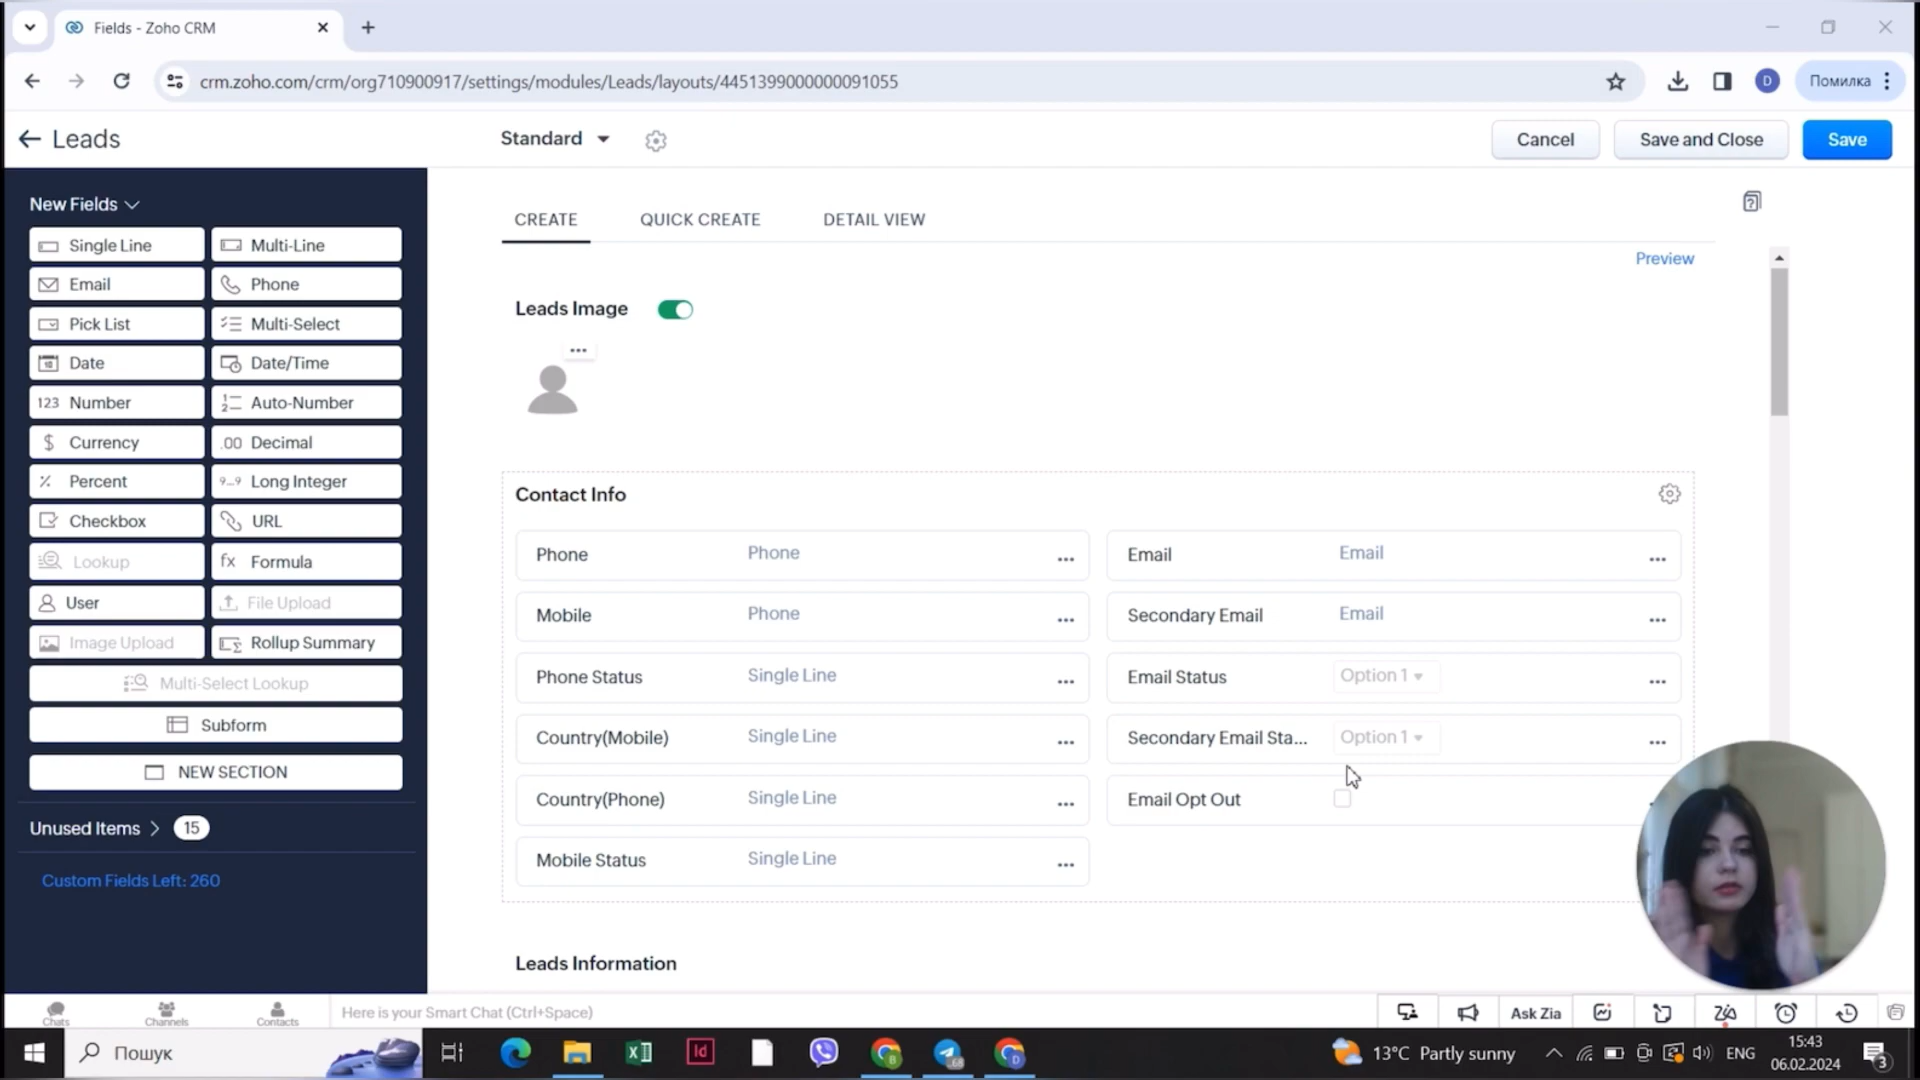 Fields - Zoho CRM
crm.zoho.com/crm/org710900917/settings/modules/Leads/layouts/4451399000000091055
D
Помилка
Leads
Standard
Cancel
Save and Close
Save
New Fields
Single Line
Multi-Line
Email
Phone
Pick List
Multi-Select
Date
Date/Time
123 Number
Auto-Number
$ Currency
.00 Decimal
Percent
Long Integer
Checkbox
URL
Lookup
fx Formula
User
File Upload
Image Upload
Rollup Summary
Multi-Select Lookup
Subform
NEW SECTION
Unused Items
15
Custom Fields Left: 260
CREATE
QUICK CREATE
DETAIL VIEW
Preview
Leads Image
Contact Info
Phone
Phone
Email
Email
Mobile
Phone
Secondary Email
Email
Phone Status
Single Line
Email Status
Option 1
Country(Mobile)
Single Line
Secondary Email Sta...
Option 1
Country(Phone)
Single Line
Email Opt Out
Mobile Status
Single Line
Leads Information
Chats
Channels
Contacts
Here is your Smart Chat (Ctrl+Space)
Ask Zia
Пошук
Id
13°C Partly sunny
ENG
15:43
06.02.2024
3